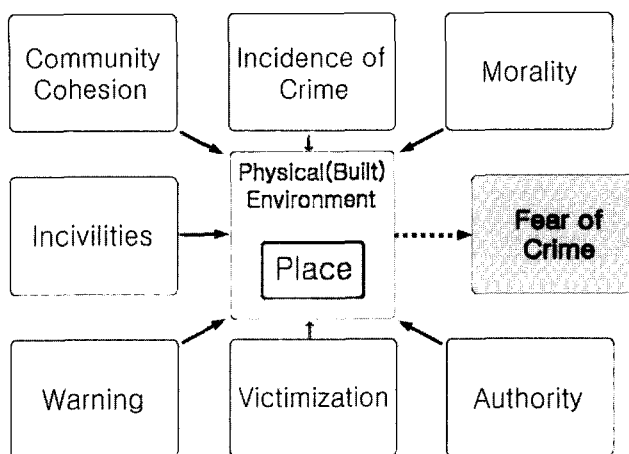 Community
Cohesion
Incidence of
Crime
Morality
Incivilities
Physical(Built)
Environment
Place
Fear of
Crime
Warning
Victimization
Authority